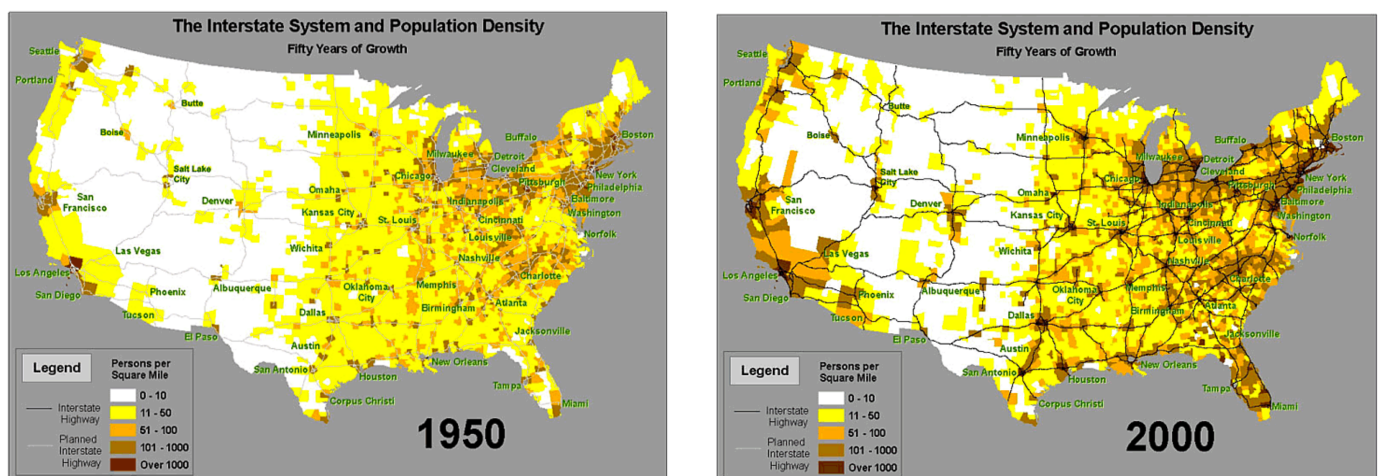 The Interstate System and Population Density
Fifty Years of Growth
Seattle
Portland
Butte
Boise
Minneapolis
Buffalo
Boston
Milwaukee
Detroit
Salt Lake
City
Chicago
Cleveland
New York
Omaha
Pittsburgh
Philadelphia
San
Francisco
Denver
Indianapolis
Baltimore
Kansas City
St. Louis
Cincinnati
Washington
Las Vegas
Wichita
Louisville
Norfolk
Nashville
Los Angeles
Charlotte
San Diego
Phoenix
Albuquerque
Oklahoma
City
Memphis
Tucson
Dallas
Birmingham
Atlanta
El Paso
Jacksonville
Austin
New Orleans
San Antonio
Houston
Tampa
Corpus Christi
Miami
Legend
Persons per
Square Mile
0 - 10
11 - 50
51 - 100
101 - 1000
Over 1000
Interstate
Highway
Planned
Interstate
Highway
1950
The Interstate System and Population Density
Fifty Years of Growth
Seattle
Portland
Butte
Boise
Minneapolis
Buffalo
Boston
Milwaukee
Detroit
Salt Lake
City
Chicago
Cleveland
New York
Omaha
Pittsburgh
Philadelphia
San
Francisco
Denver
Indianapolis
Baltimore
Kansas City
St. Louis
Cincinnati
Washington
Las Vegas
Wichita
Louisville
Norfolk
Nashville
Los Angeles
Charlotte
San Diego
Phoenix
Albuquerque
Oklahoma
City
Memphis
Tucson
Dallas
Birmingham
Atlanta
El Paso
Jacksonville
Austin
New Orleans
San Antonio
Houston
Tampa
Corpus Christi
Miami
Legend
Persons per
Square Mile
0 - 10
11 - 50
51 - 100
101 - 1000
Over 1000
Interstate
Highway
Planned
Interstate
Highway
2000